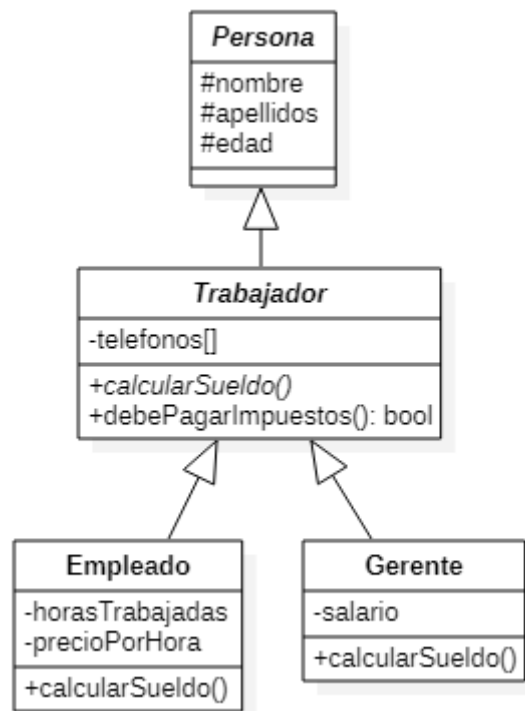 Persona
#nombre
#apellidos
#edad
Trabajador
-telefonos[]
+calcularSueldo()
+debePagarImpuestos(): bool
Empleado
-horasTrabajadas
-precioPorHora
+calcularSueldo()
Gerente
-salario
+calcularSueldo()